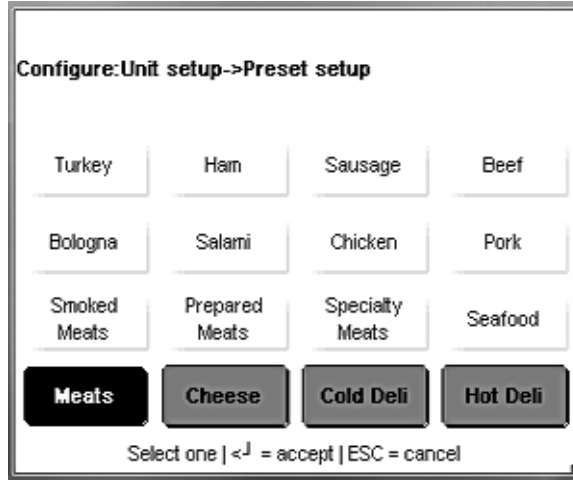 Configure:Unit setup->Preset setup
Turkey Ham Sausage Beef
Bologna Salami Chicken Pork
Smoked Meats Prepared Meats Specialty Meats Seafood
Meats Cheese Cold Deli Hot Deli
Select one | <┘ = accept | ESC = cancel